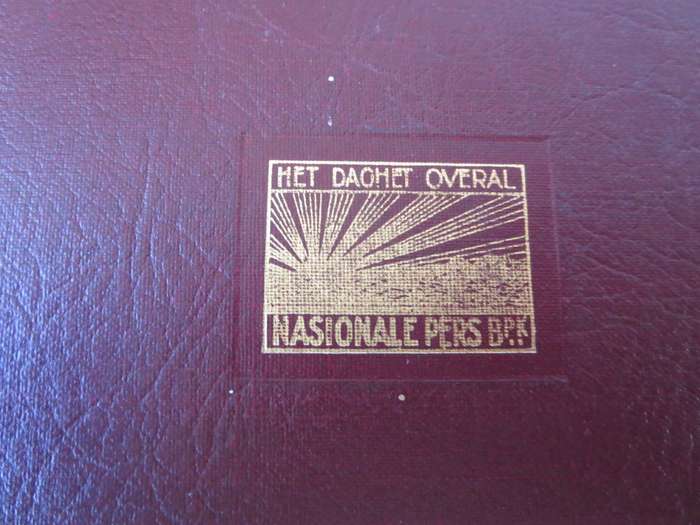 HET DAGHET OVERAL
NASIONALE PERS BPK